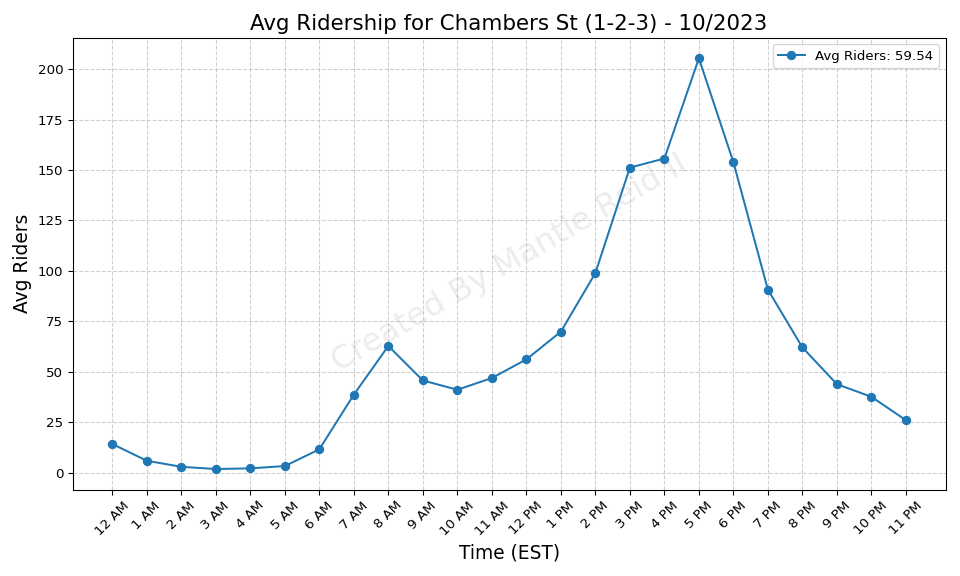 Avg Ridership for Chambers St (1-2-3) - 10/2023
Avg Riders: 59.54
200
175
150
125
100
75
50
25
0
Avg Riders
Created By Mantle Reid II
12 AM
1 AM
2 AM
3 AM
4 AM
5 AM
6 AM
7 AM
8 AM
9 AM
10 AM
11 AM
12 PM
1 PM
2 PM
3 PM
4 PM
5 PM
6 PM
7 PM
8 PM
9 PM
10 PM
11 PM
Time (EST)